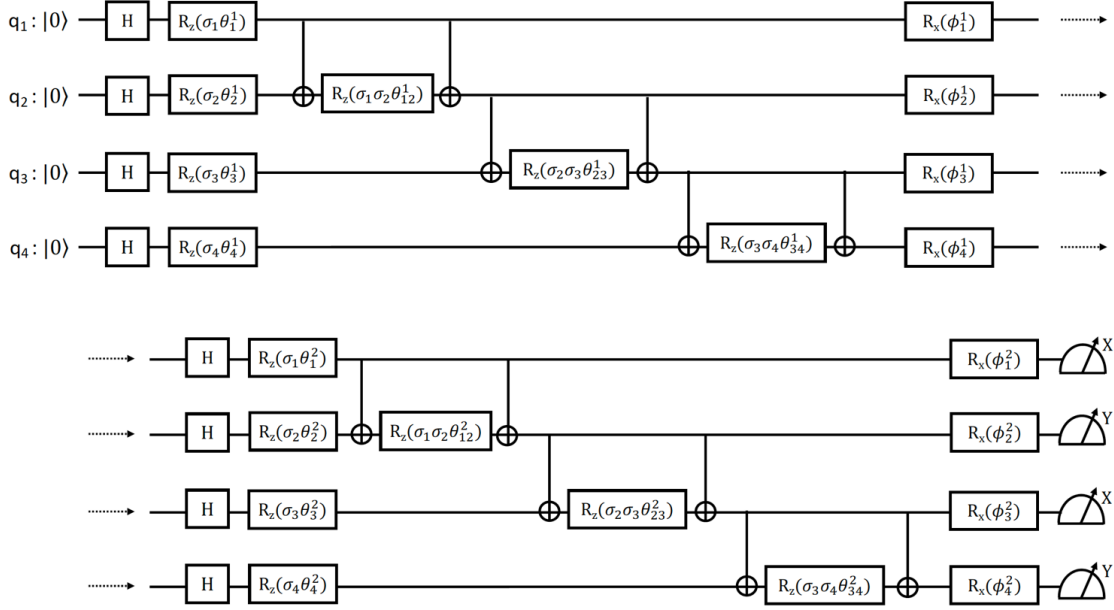 q₁: |0⟩ H R_z(σ₁θ₁¹) R_x(ϕ₁¹)
q₂: |0⟩ H R_z(σ₂θ₂¹) R_z(σ₁σ₂θ₁₂¹) R_x(ϕ₂¹)
q₃: |0⟩ H R_z(σ₃θ₃¹) R_z(σ₂σ₃θ₂₃¹) R_x(ϕ₃¹)
q₄: |0⟩ H R_z(σ₄θ₄¹) R_z(σ₃σ₄θ₃₄¹) R_x(ϕ₄¹)
H R_z(σ₁θ₁²) R_x(ϕ₁²) X
H R_z(σ₂θ₂²) R_z(σ₁σ₂θ₁₂²) R_x(ϕ₂²) Y
H R_z(σ₃θ₃²) R_z(σ₂σ₃θ₂₃²) R_x(ϕ₃²) X
H R_z(σ₄θ₄²) R_z(σ₃σ₄θ₃₄²) R_x(ϕ₄²) Y